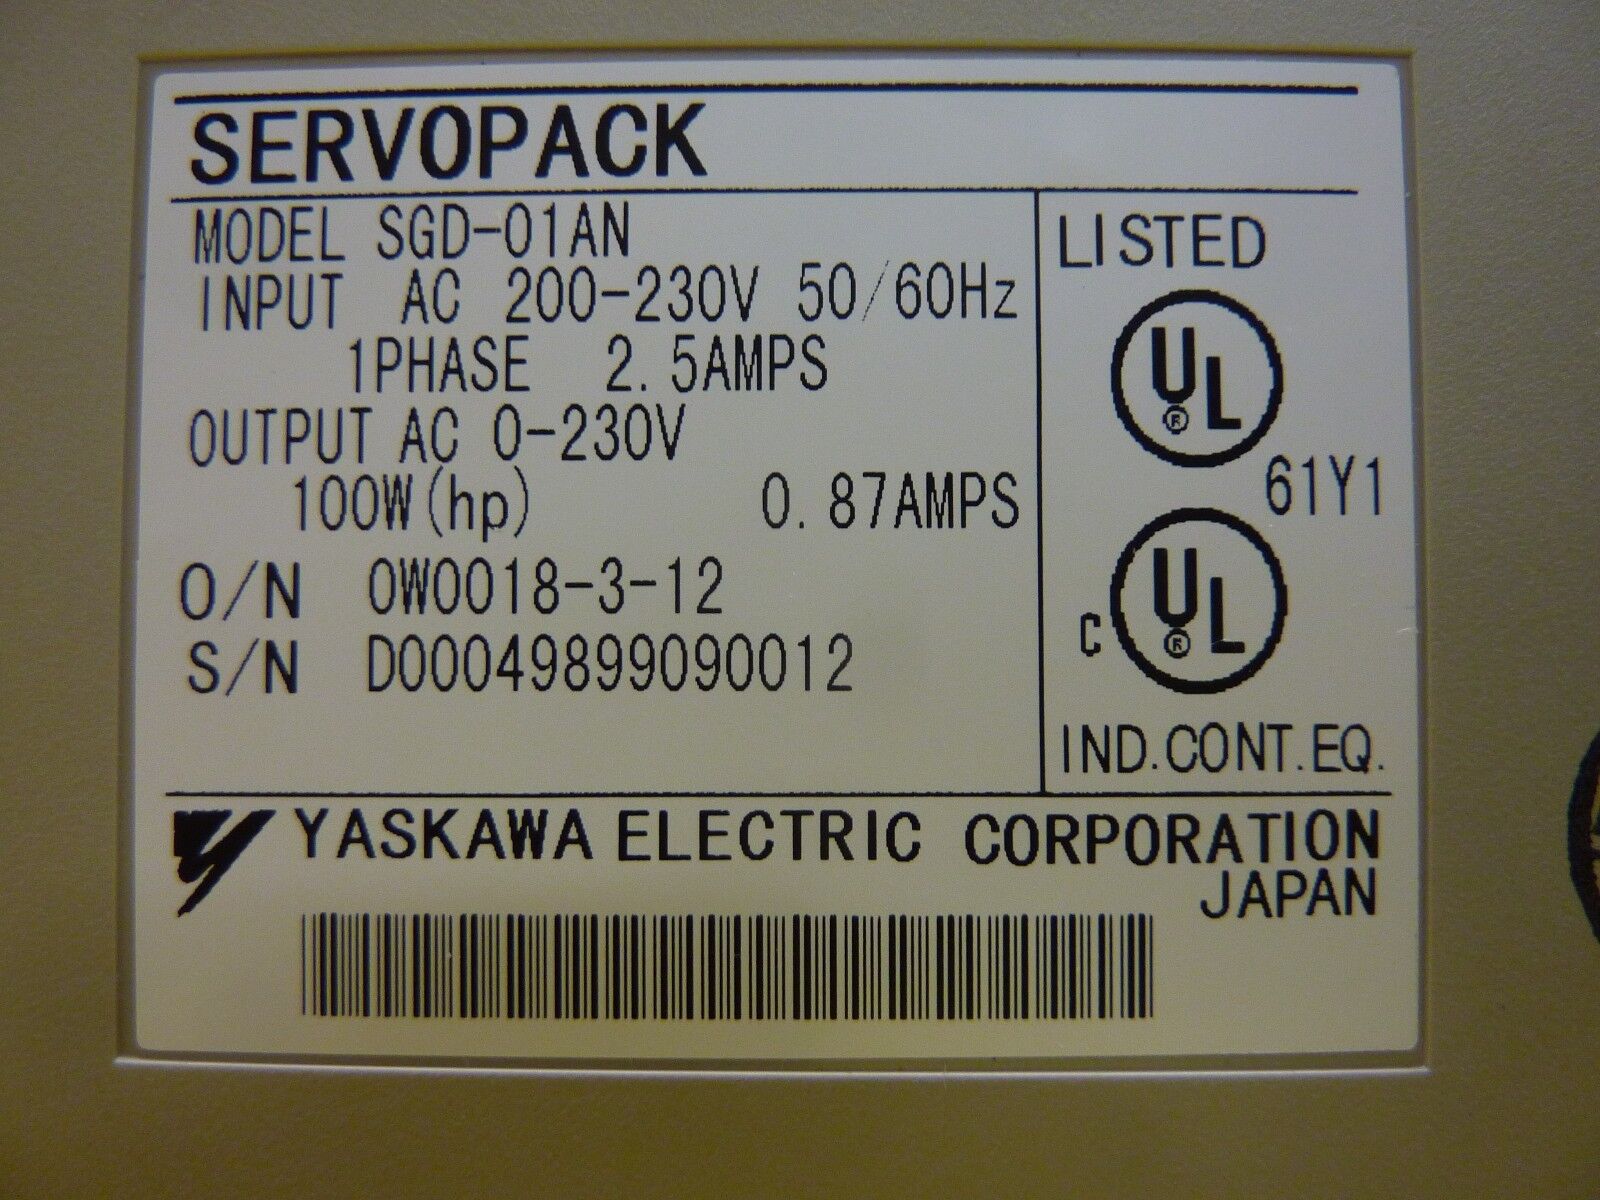 SERVOPACK
MODEL SGD-01AN
INPUT AC 200-230V 50/60Hz
1PHASE 2.5AMPS
OUTPUT AC 0-230V
100W(hp) 0.87AMPS
O/N 0W0018-3-12
S/N D00049899090012
LISTED
UL
®
61Y1
C UL
®
IND.CONT.EQ.
YASKAWA ELECTRIC CORPORATION
JAPAN